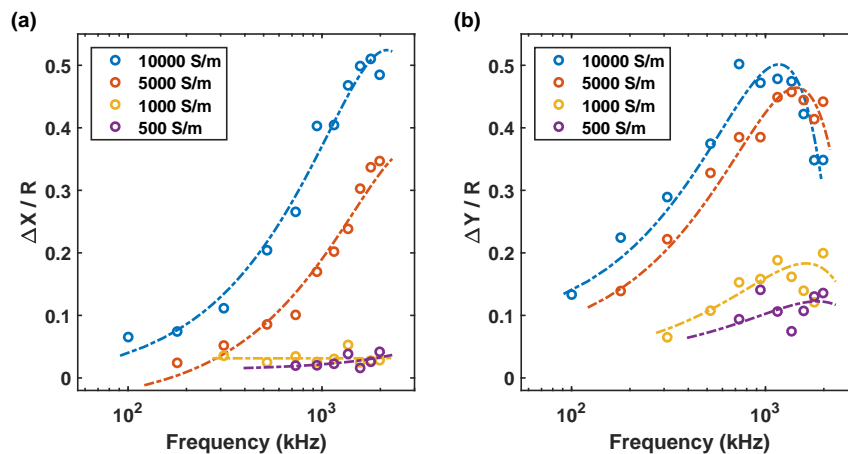 (a)
10000 S/m
5000 S/m
1000 S/m
500 S/m
0.5
0.4
0.3
0.2
0.1
0
ΔX / R
10²
10³
Frequency (kHz)
(b)
10000 S/m
5000 S/m
1000 S/m
500 S/m
0.5
0.4
0.3
0.2
0.1
0
ΔY / R
10²
10³
Frequency (kHz)